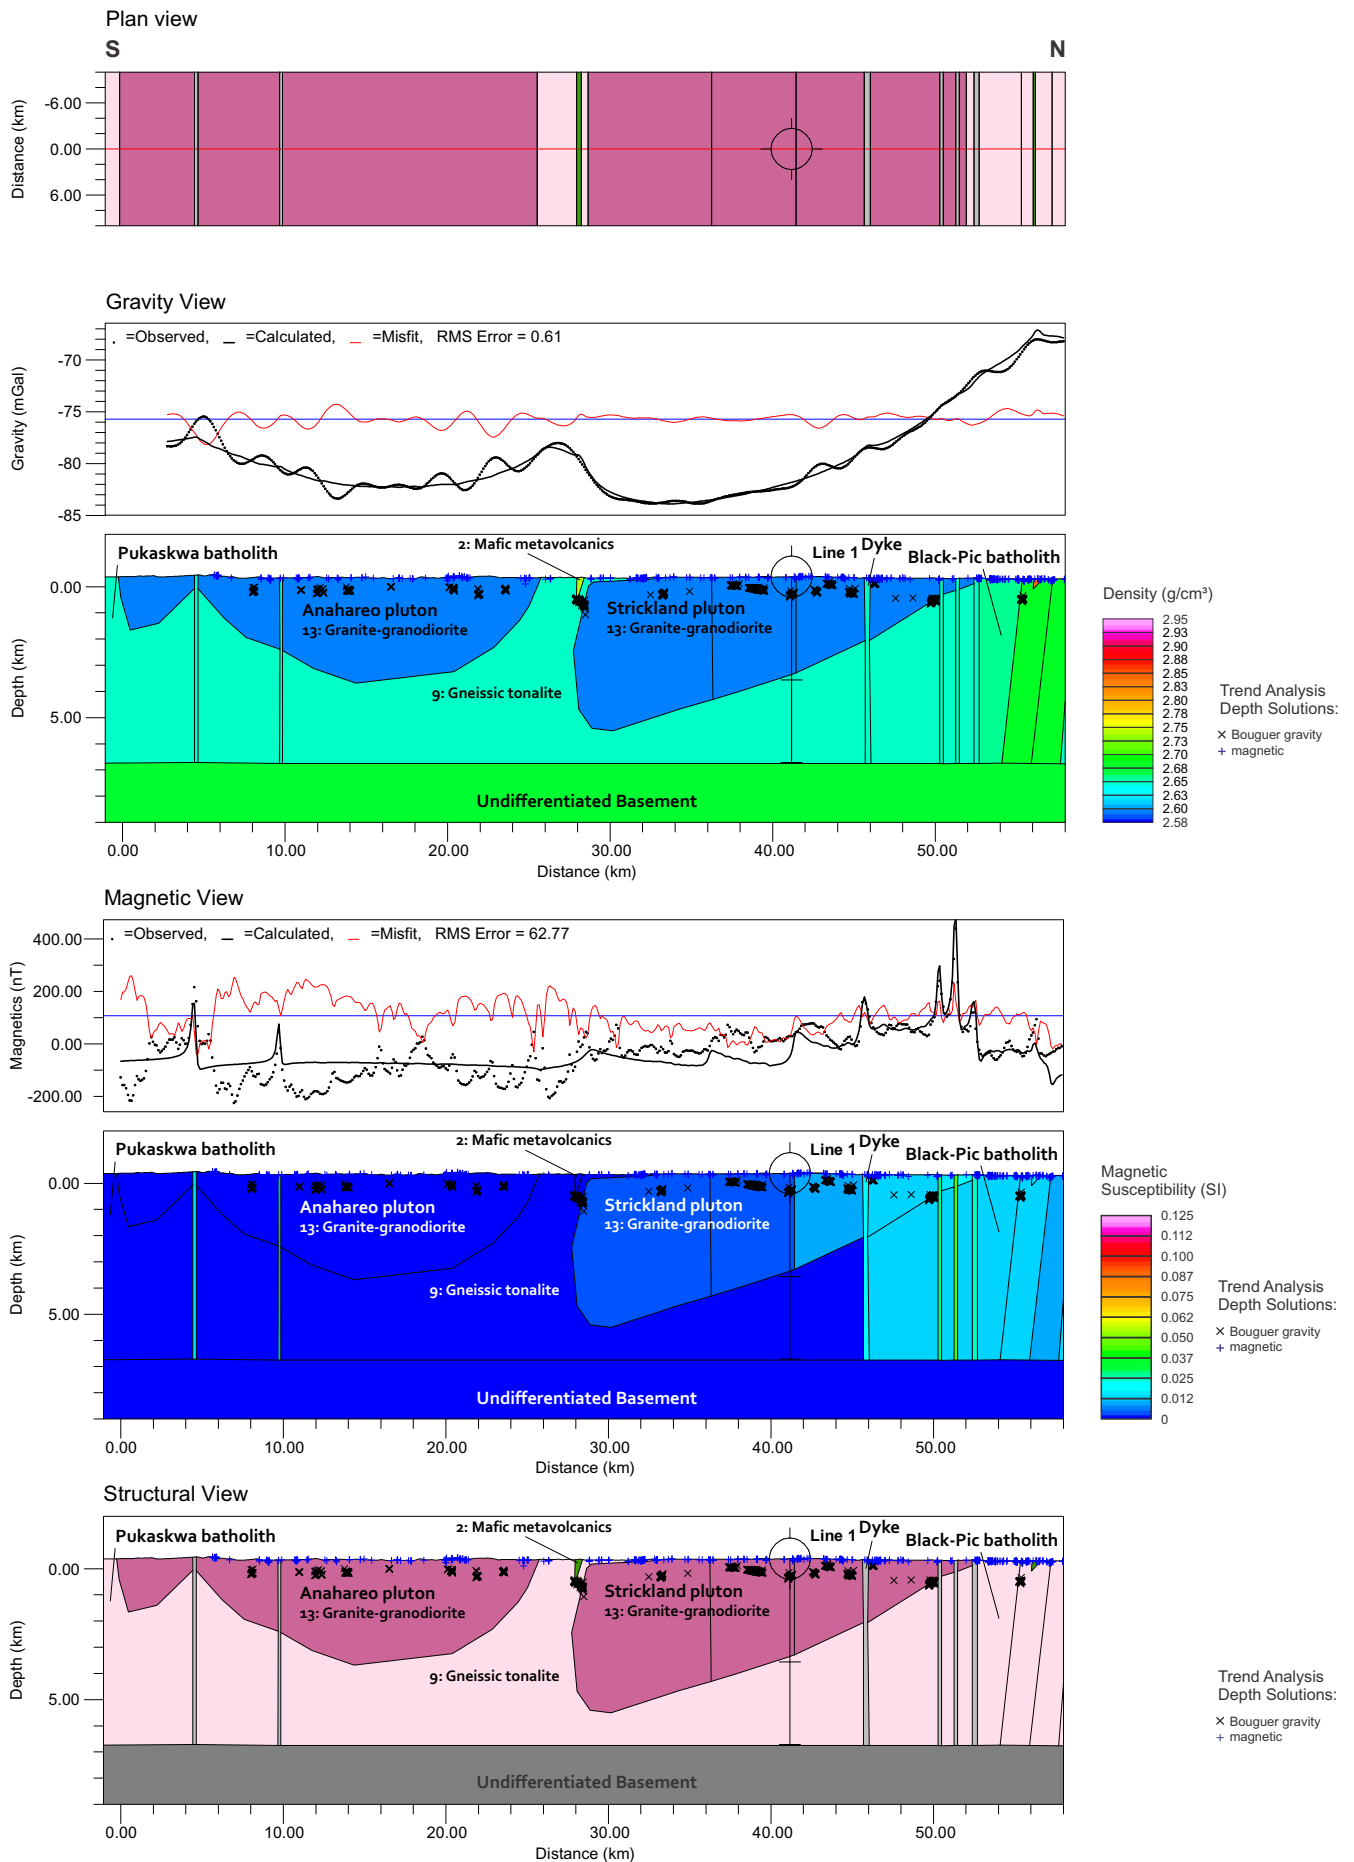 Plan view
S N
Distance (km)
-6.00
0.00
6.00
Gravity View
. =Observed, — =Calculated, — =Misfit, RMS Error = 0.61
Gravity (mGal)
-70
-75
-80
-85
Pukaskwa batholith
2: Mafic metavolcanics
Line 1
Dyke
Black-Pic batholith
Depth (km)
0.00
5.00
Anahareo pluton
13: Granite-granodiorite
Strickland pluton
13: Granite-granodiorite
9: Gneissic tonalite
Undifferentiated Basement
0.00 10.00 20.00 30.00 40.00 50.00
Distance (km)
Density (g/cm³)
2.95
2.93
2.90
2.88
2.85
2.83
2.80
2.78
2.75
2.73
2.70
2.68
2.65
2.63
2.60
2.58
Trend Analysis
Depth Solutions:
× Bouguer gravity
+ magnetic
Magnetic View
. =Observed, — =Calculated, — =Misfit, RMS Error = 62.77
Magnetics (nT)
400.00
200.00
0.00
-200.00
Pukaskwa batholith
2: Mafic metavolcanics
Line 1
Dyke
Black-Pic batholith
Depth (km)
0.00
5.00
Anahareo pluton
13: Granite-granodiorite
Strickland pluton
13: Granite-granodiorite
9: Gneissic tonalite
Undifferentiated Basement
0.00 10.00 20.00 30.00 40.00 50.00
Distance (km)
Magnetic
Susceptibility (SI)
0.125
0.112
0.100
0.087
0.075
0.062
0.050
0.037
0.025
0.012
0
Trend Analysis
Depth Solutions:
× Bouguer gravity
+ magnetic
Structural View
Pukaskwa batholith
2: Mafic metavolcanics
Line 1
Dyke
Black-Pic batholith
Depth (km)
0.00
5.00
Anahareo pluton
13: Granite-granodiorite
Strickland pluton
13: Granite-granodiorite
9: Gneissic tonalite
Undifferentiated Basement
0.00 10.00 20.00 30.00 40.00 50.00
Distance (km)
Trend Analysis
Depth Solutions:
× Bouguer gravity
+ magnetic